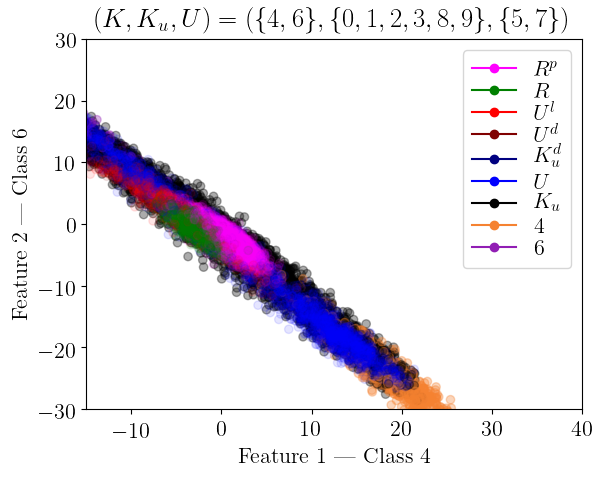 (K, K_u, U) = ({4, 6}, {0, 1, 2, 3, 8, 9}, {5, 7})
30
20
10
0
−10
−20
−30
−10
0
10
20
30
40
Feature 2 — Class 6
Feature 1 — Class 4
R^p
R
U^l
U^d
K_u^d
U
K_u
4
6